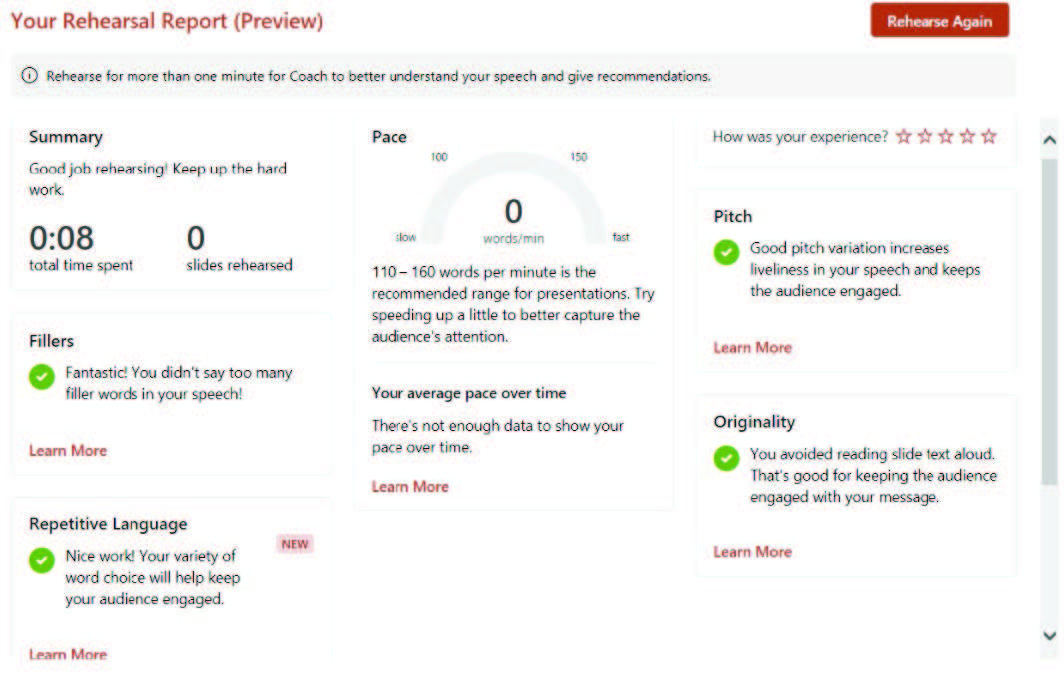 Your Rehearsal Report (Preview)
Rehearse Again
Rehearse for more than one minute for Coach to better understand your speech and give recommendations.
Summary
Good job rehearsing! Keep up the hard
work.
0:08
total time spent
0
slides rehearsed
Fillers
Fantastic! You didn't say too many
filler words in your speech!
Learn More
Repetitive Language
NEW
Nice work! Your variety of
word choice will help keep
your audience engaged.
Learn More
Pace
100
150
0
slow
words/min
fast
110 – 160 words per minute is the
recommended range for presentations. Try
speeding up a little to better capture the
audience's attention.
Your average pace over time
There's not enough data to show your
pace over time.
Learn More
How was your experience?
Pitch
Good pitch variation increases
liveliness in your speech and keeps
the audience engaged.
Learn More
Originality
You avoided reading slide text aloud.
That's good for keeping the audience
engaged with your message.
Learn More